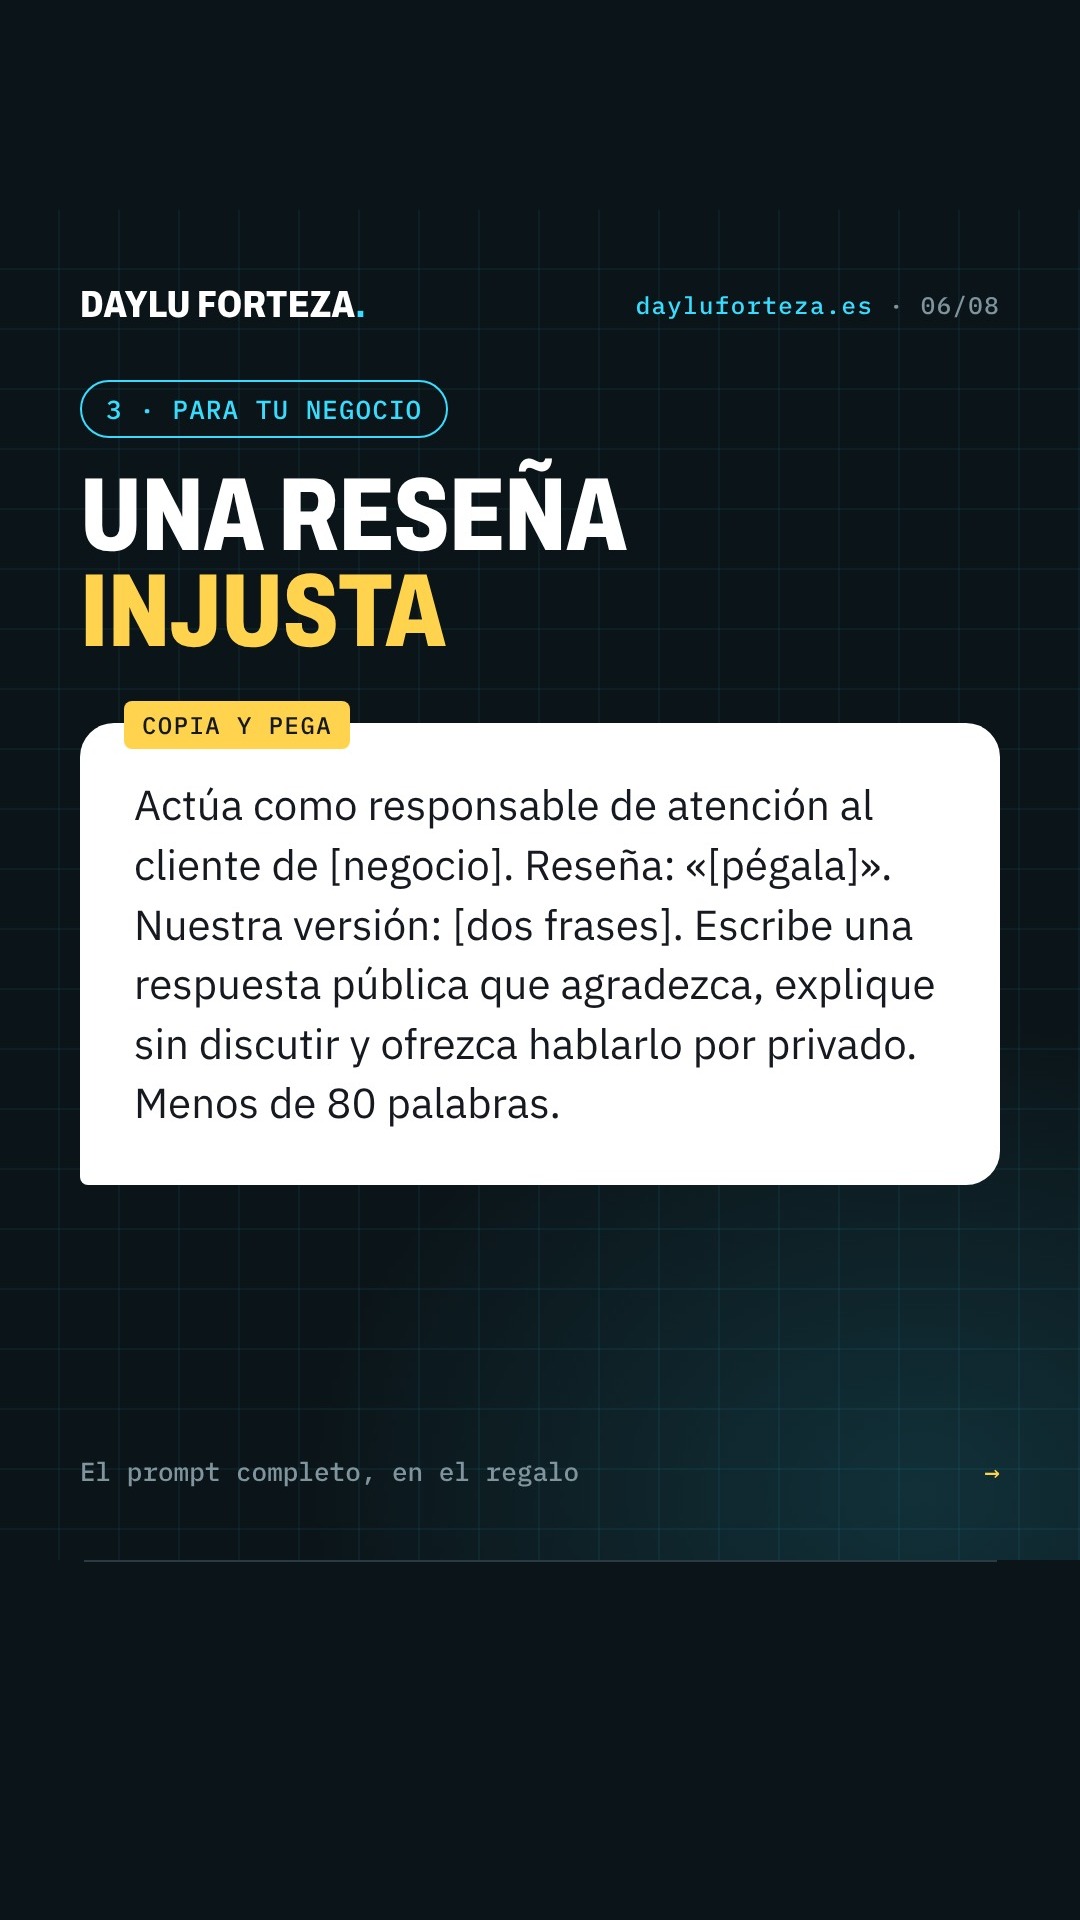 DAYLU FORTEZA.
dayluforteza.es · 06/08
3 · PARA TU NEGOCIO
UNA RESEÑA
INJUSTA
COPIA Y PEGA
Actúa como responsable de atención al
cliente de [negocio]. Reseña: «[pégala]».
Nuestra versión: [dos frases]. Escribe una
respuesta pública que agradezca, explique
sin discutir y ofrezca hablarlo por privado.
Menos de 80 palabras.
El prompt completo, en el regalo →